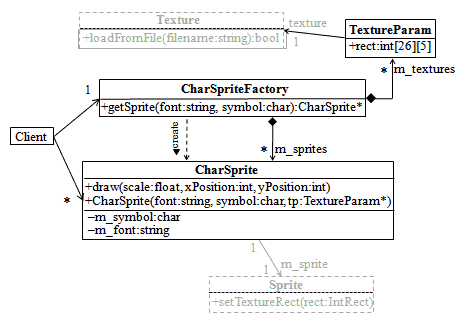 Texture
+loadFromFile(filename:string):bool
texture
1
TextureParam
+rect:int[26][5]
* m_textures
1
CharSpriteFactory
+getSprite(font:string, symbol:char):CharSprite*
Client
create
* m_sprites
*
CharSprite
+draw(scale:float, xPosition:int, yPosition:int)
+CharSprite(font:string, symbol:char, tp:TextureParam*)
−m_symbol:char
−m_font:string
1
1 m_sprite
Sprite
+setTextureRect(rect:IntRect)